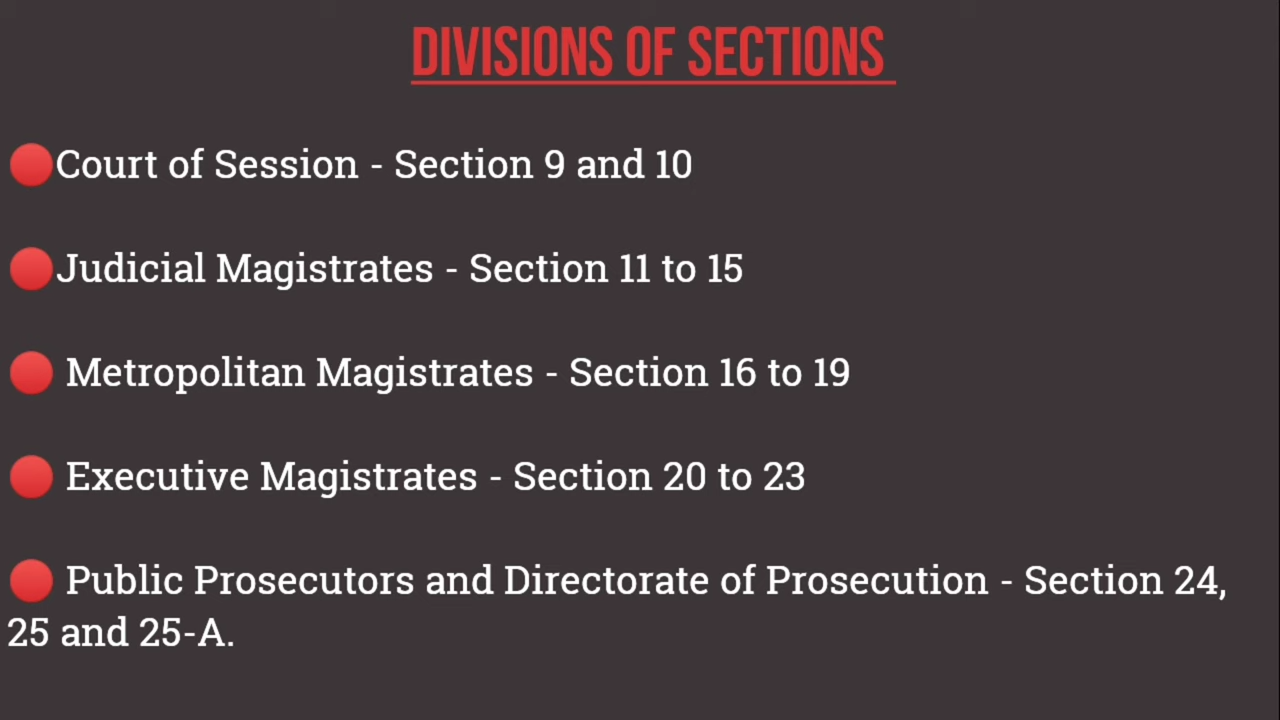 DIVISIONS OF SECTIONS
🔴Court of Session - Section 9 and 10
🔴Judicial Magistrates - Section 11 to 15
🔴 Metropolitan Magistrates - Section 16 to 19
🔴 Executive Magistrates - Section 20 to 23
🔴 Public Prosecutors and Directorate of Prosecution - Section 24,
25 and 25-A.